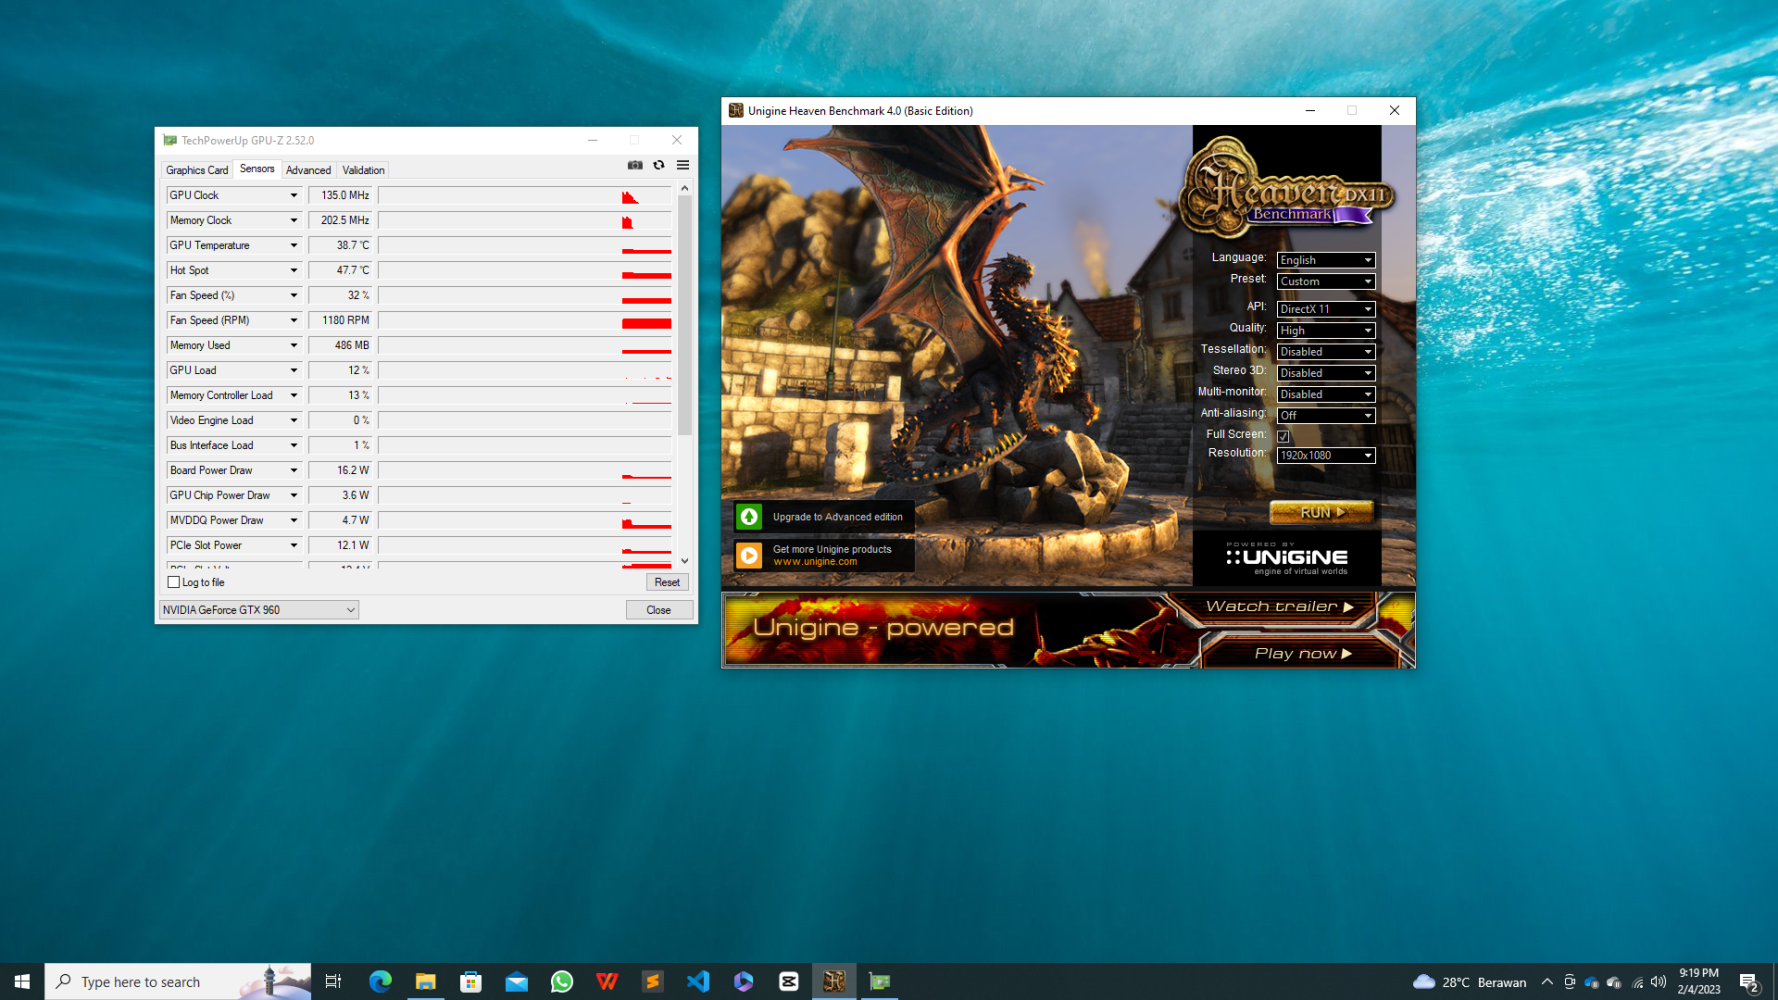 TechPowerUp GPU-Z 2.52.0
Graphics Card
Sensors
Advanced
Validation
GPU Clock 135.0 MHz
Memory Clock 202.5 MHz
GPU Temperature 38.7 °C
Hot Spot 47.7 °C
Fan Speed (%) 32 %
Fan Speed (RPM) 1180 RPM
Memory Used 486 MB
GPU Load 12 %
Memory Controller Load 13 %
Video Engine Load 0 %
Bus Interface Load 1 %
Board Power Draw 16.2 W
GPU Chip Power Draw 3.6 W
MVDDQ Power Draw 4.7 W
PCIe Slot Power 12.1 W
Log to file
Reset
NVIDIA GeForce GTX 960
Close
Unigine Heaven Benchmark 4.0 (Basic Edition)
Heaven DX11
Benchmark
Language: English
Preset: Custom
API: DirectX 11
Quality: High
Tessellation: Disabled
Stereo 3D: Disabled
Multi-monitor: Disabled
Anti-aliasing: Off
Full Screen:
Resolution: 1920x1080
RUN
Upgrade to Advanced edition
Get more Unigine products
www.unigine.com
POWERED BY
UNiGiNE
engine of virtual worlds
Unigine - powered
Watch trailer
Play now
Type here to search
28°C Berawan
9:19 PM
2/4/2023
2